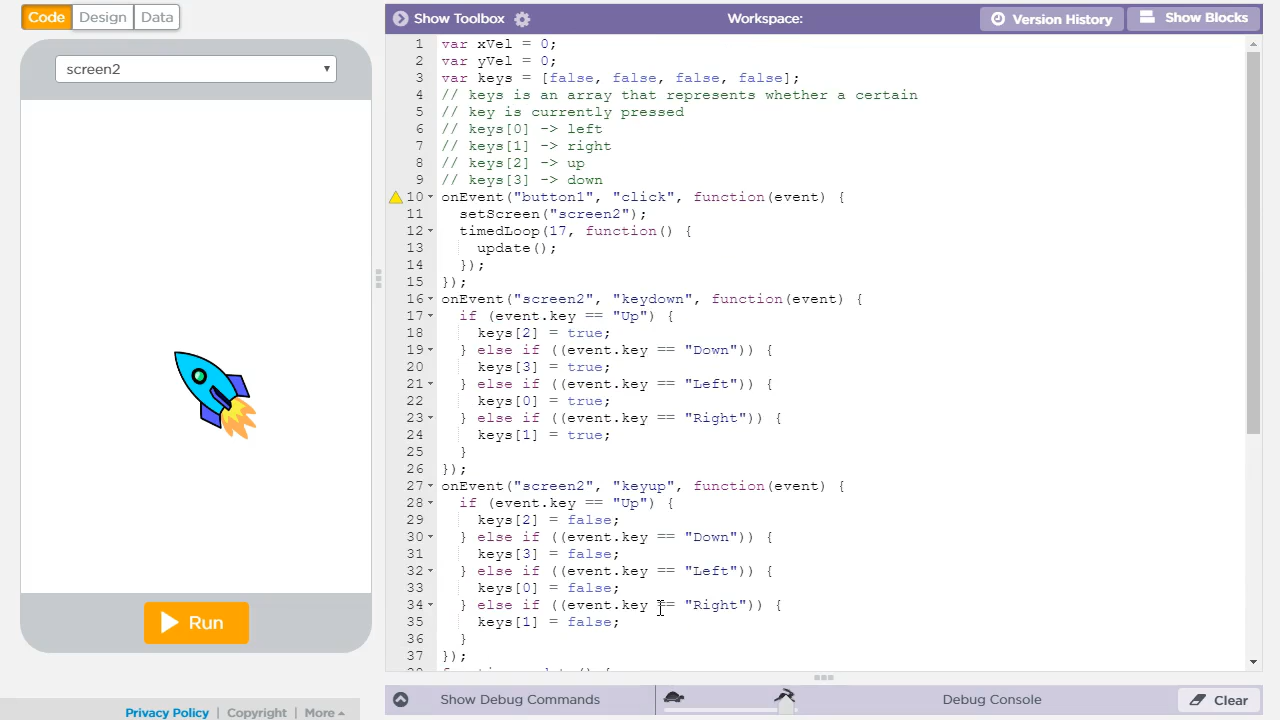 Code Design Data
Show Toolbox Workspace: Version History Show Blocks
screen2
1 var xVel = 0;
2 var yVel = 0;
3 var keys = [false, false, false, false];
4 // keys is an array that represents whether a certain
5 // key is currently pressed
6 // keys[0] -> left
7 // keys[1] -> right
8 // keys[2] -> up
9 // keys[3] -> down
10 onEvent("button1", "click", function(event) {
11 setScreen("screen2");
12 timedLoop(17, function() {
13 update();
14 });
15 });
16 onEvent("screen2", "keydown", function(event) {
17 if (event.key == "Up") {
18 keys[2] = true;
19 } else if ((event.key == "Down")) {
20 keys[3] = true;
21 } else if ((event.key == "Left")) {
22 keys[0] = true;
23 } else if ((event.key == "Right")) {
24 keys[1] = true;
25 }
26 });
27 onEvent("screen2", "keyup", function(event) {
28 if (event.key == "Up") {
29 keys[2] = false;
30 } else if ((event.key == "Down")) {
31 keys[3] = false;
32 } else if ((event.key == "Left")) {
33 keys[0] = false;
34 } else if ((event.key == "Right")) {
35 keys[1] = false;
36 }
37 });
Run
Show Debug Commands Debug Console Clear
Privacy Policy | Copyright | More